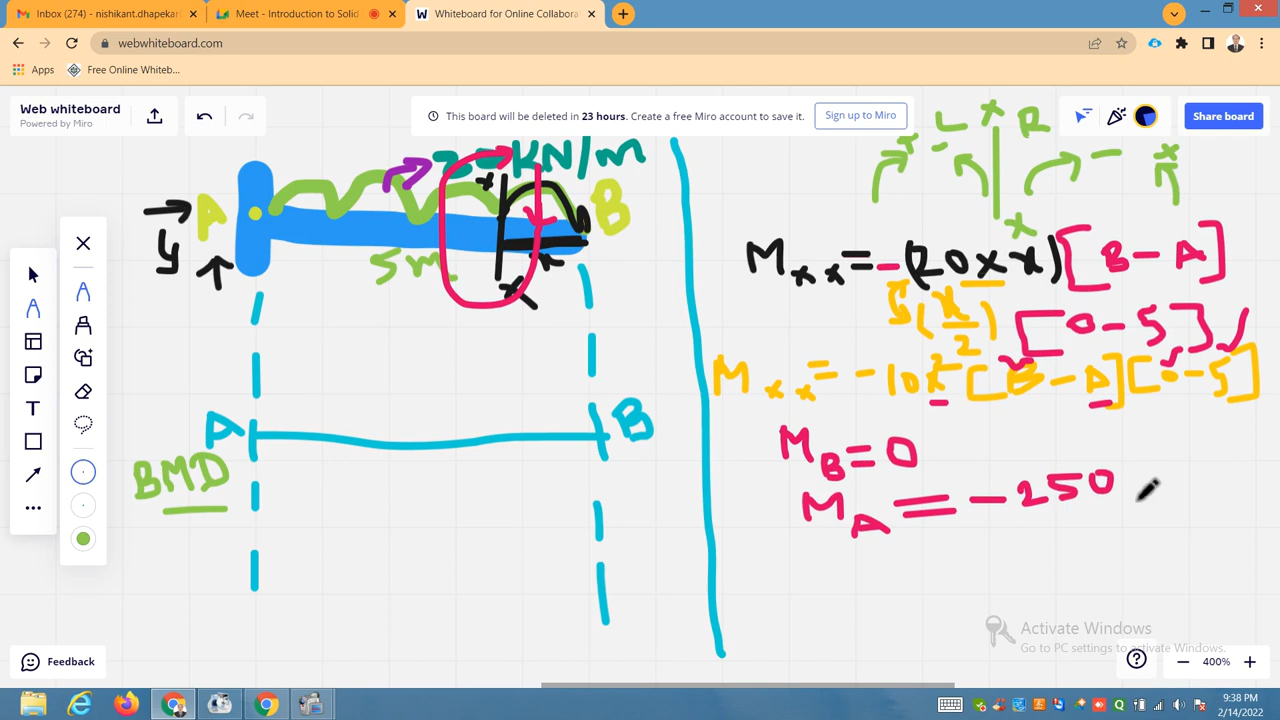 Inbox (274) - nishikant.dhapekar
Meet - Introduction to Solid
Whiteboard for Online Collabora
webwhiteboard.com
Apps
Free Online Whiteb...
Web whiteboard
Powered by Miro
This board will be deleted in 23 hours. Create a free Miro account to save it.
Sign up to Miro
Share board
L x R
20 KN/m
A
B
y
5m
x
x
Mxx = -(20 x x) [B-A]
(x/2) [0-5]
Mxx = -10x² [B-A] [0-5]
A
B
BMD
MB = 0
MA = -250
Activate Windows
Go to PC settings to activate Windows.
Feedback
400%
9:38 PM
2/14/2022